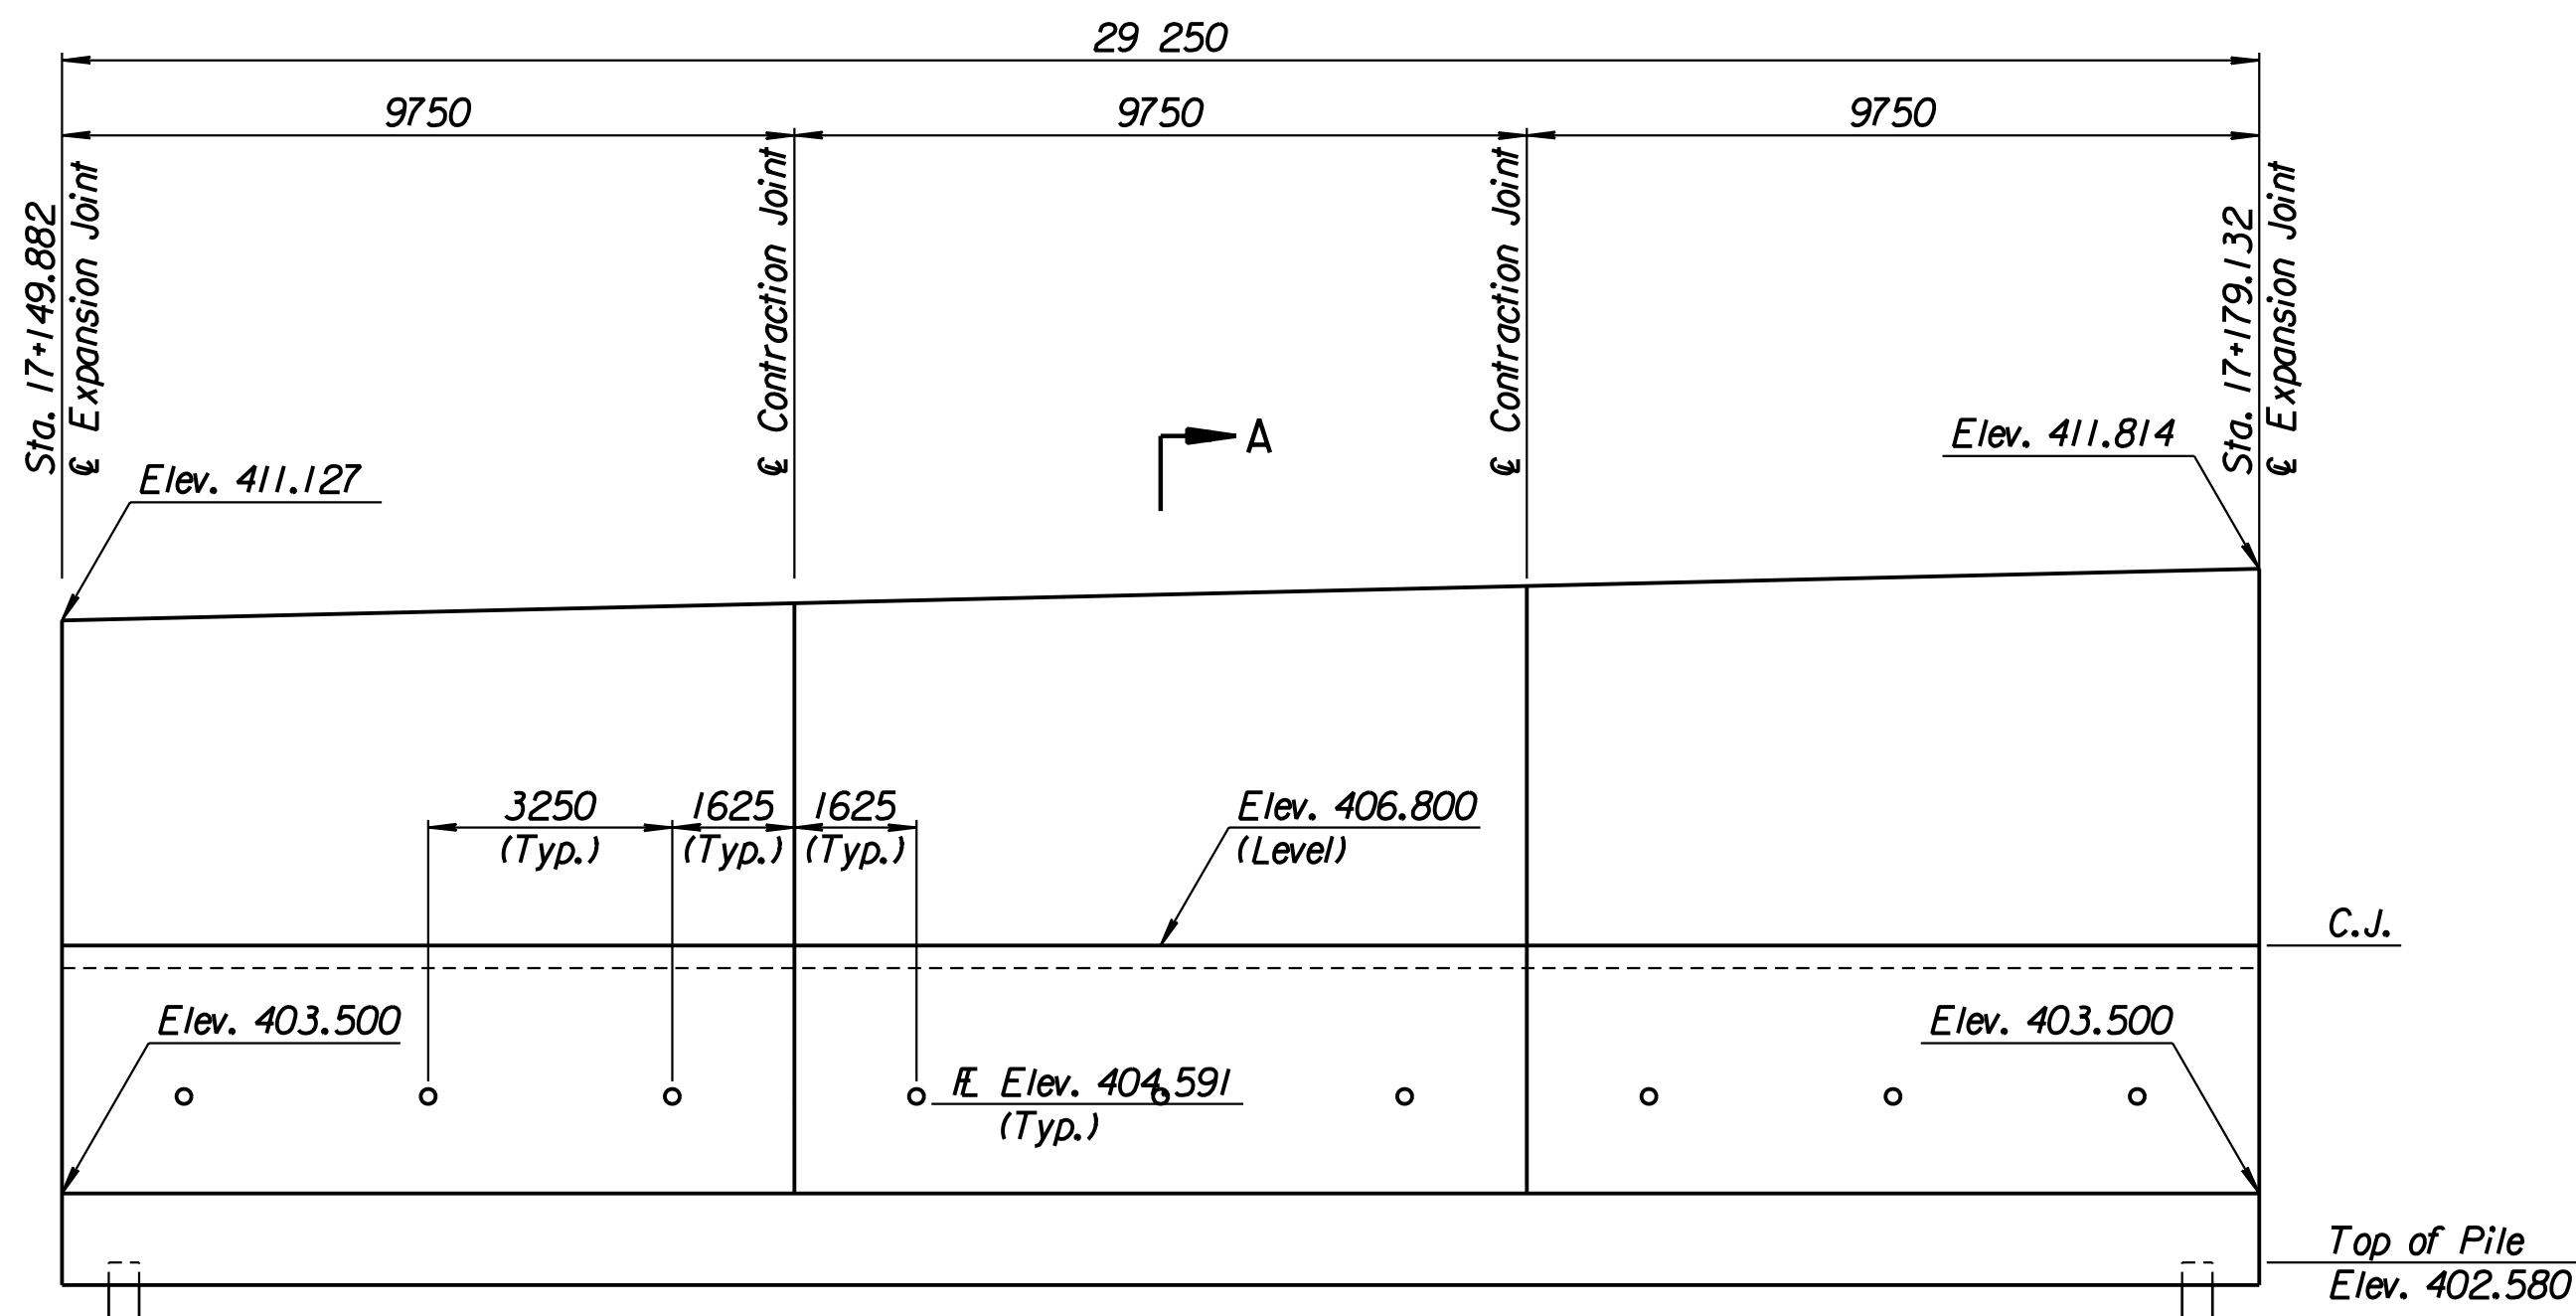 29 250
9750 9750 9750
Sta. 17+149.882
℄ Expansion Joint
℄ Contraction Joint
℄ Contraction Joint
Sta. 17+179.132
℄ Expansion Joint
A
Elev. 411.814
Elev. 411.127
3250 1625 1625
(Typ.) (Typ.) (Typ.)
Elev. 406.800
(Level)
C.J.
Elev. 403.500
Elev. 403.500
Elev. 404.591
(Typ.)
Top of Pile
Elev. 402.580